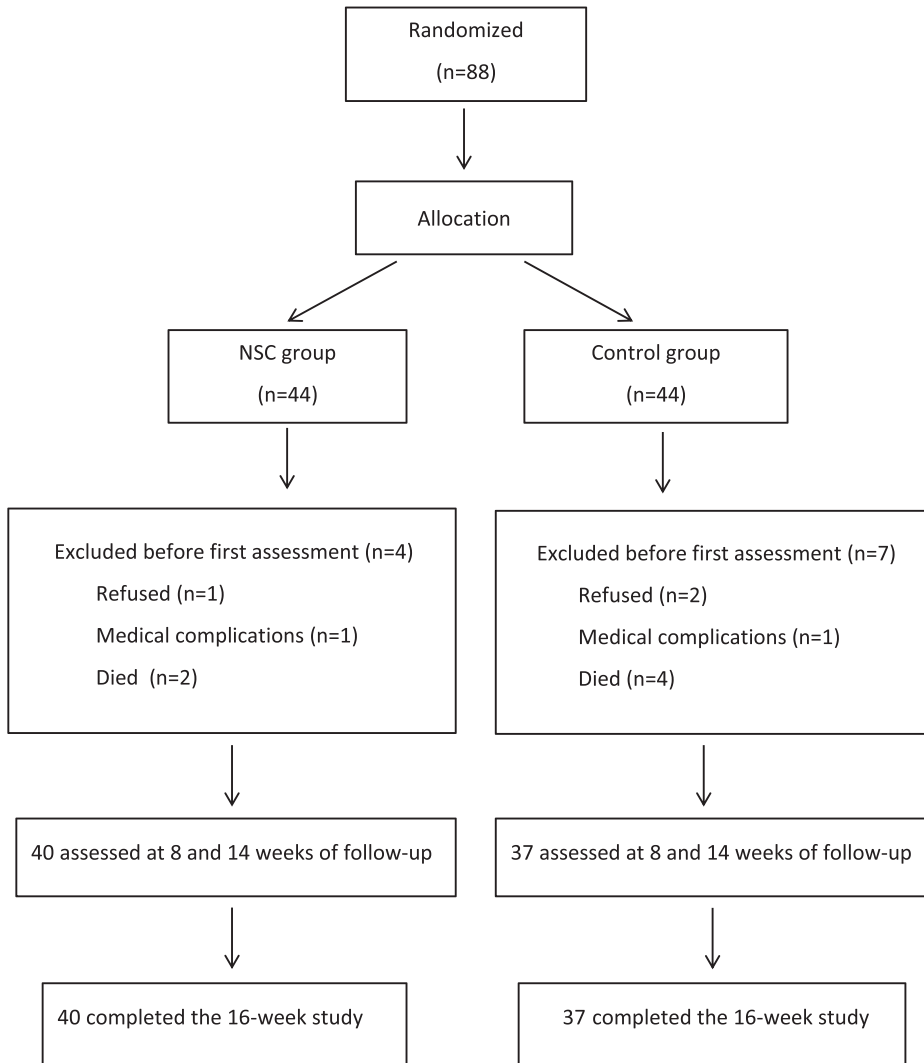 Randomized
(n=88)
Allocation
NSC group
(n=44)
Control group
(n=44)
Excluded before first assessment (n=4)
Refused (n=1)
Medical complications (n=1)
Died (n=2)
Excluded before first assessment (n=7)
Refused (n=2)
Medical complications (n=1)
Died (n=4)
40 assessed at 8 and 14 weeks of follow-up
37 assessed at 8 and 14 weeks of follow-up
40 completed the 16-week study
37 completed the 16-week study